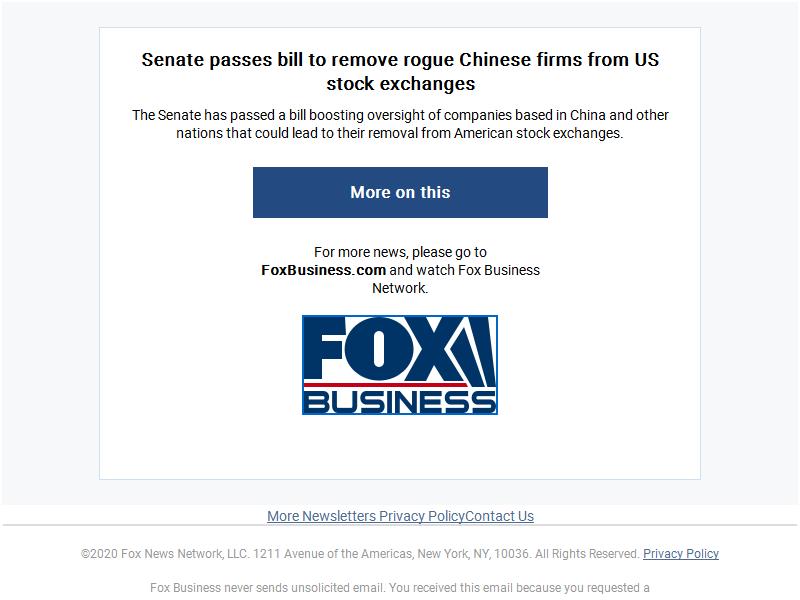 Senate passes bill to remove rogue Chinese firms from US
stock exchanges
The Senate has passed a bill boosting oversight of companies based in China and other
nations that could lead to their removal from American stock exchanges.
More on this
For more news, please go to
FoxBusiness.com and watch Fox Business
Network.
FOX
BUSINESS
More Newsletters Privacy PolicyContact Us
©2020 Fox News Network, LLC. 1211 Avenue of the Americas, New York, NY, 10036. All Rights Reserved. Privacy Policy
Fox Business never sends unsolicited email. You received this email because you requested a